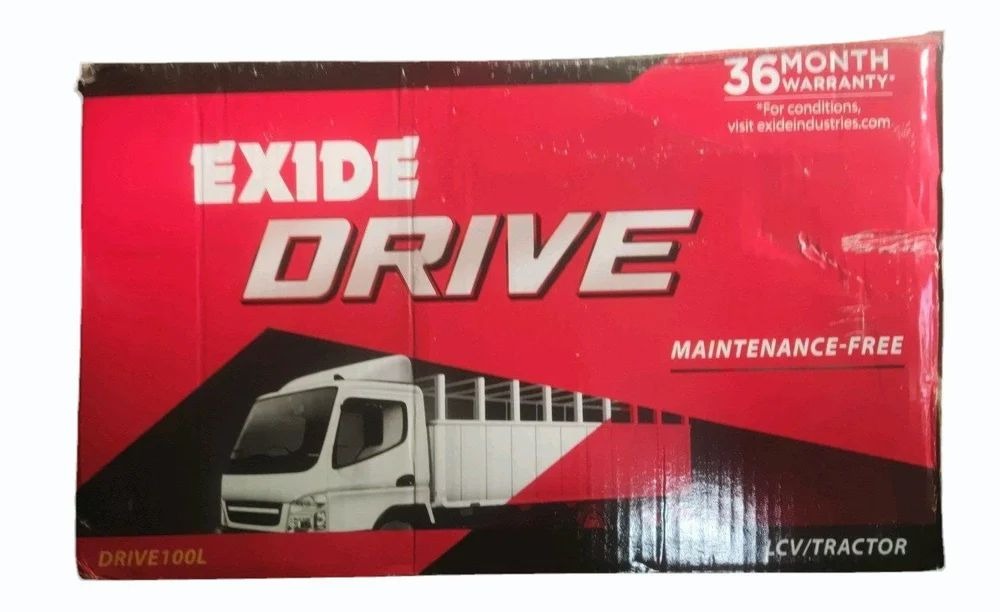 36 MONTH
WARRANTY*
*For conditions,
visit exideindustries.com
EXIDE
DRIVE
MAINTENANCE-FREE
DRIVE100L
LCV/TRACTOR